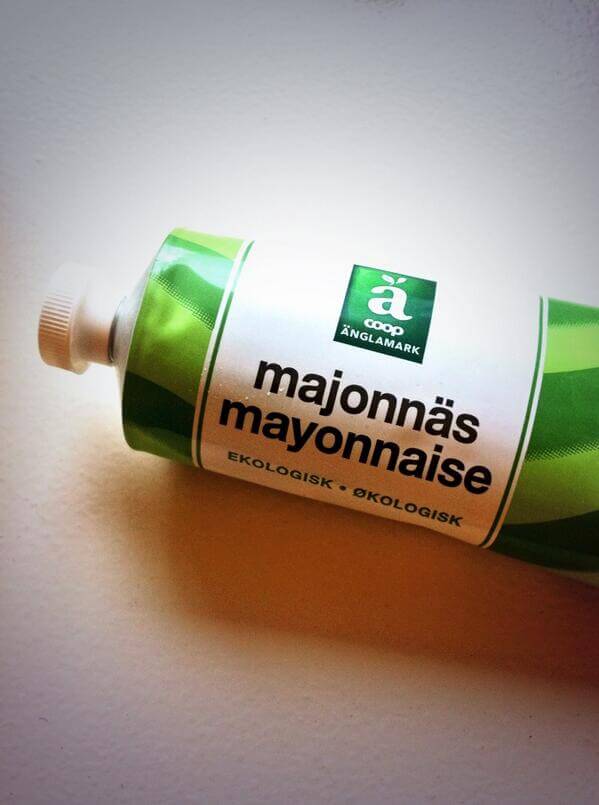 ä
coop
ÄNGLAMARK
majonnäs
mayonnaise
EKOLOGISK • ØKOLOGISK